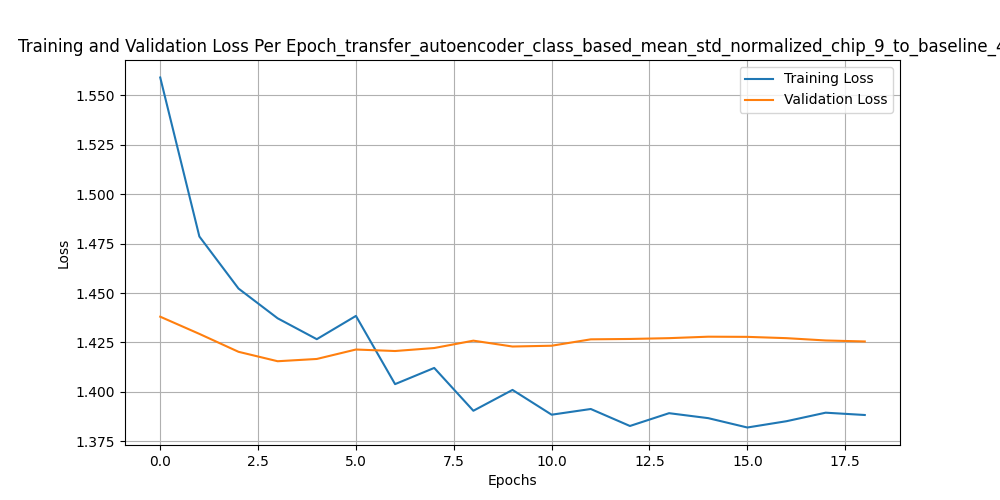 Training and Validation Loss Per Epoch_transfer_autoencoder_class_based_mean_std_normalized_chip_9_to_baseline_4
Training Loss
Validation Loss
1.550
1.525
1.500
1.475
1.450
1.425
1.400
1.375
Loss
0.0 2.5 5.0 7.5 10.0 12.5 15.0 17.5
Epochs